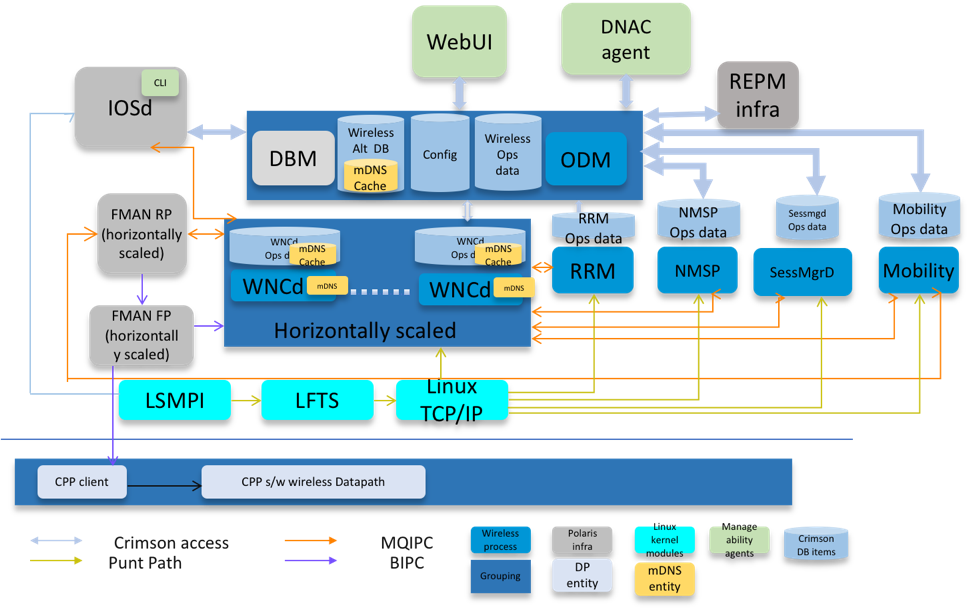 WebUI
DNAC
agent
CLI
IOSd
REPM
infra
DBM
Wireless
Alt DB
mDNS
Cache
Config
Wireless
Ops
data
ODM
FMAN RP
(horizontally
scaled)
WNCd
Ops d
mDNS
Cache
WNCd
mDNS
WNCd
Ops d
mDNS
Cache
WNCd
mDNS
Horizontally scaled
RRM
Ops data
RRM
NMSP
Ops data
NMSP
Sessmgd
Ops data
SessMgrD
Mobility
Ops data
Mobility
FMAN FP
(horizontall
y scaled)
LSMPI
LFTS
Linux
TCP/IP
CPP client
CPP s/w wireless Datapath
Crimson access
Punt Path
MQIPC
BIPC
Wireless
process
Polaris
infra
Linux
kernel
modules
Manage
ability
agents
Crimson
DB items
Grouping
DP
entity
mDNS
entity